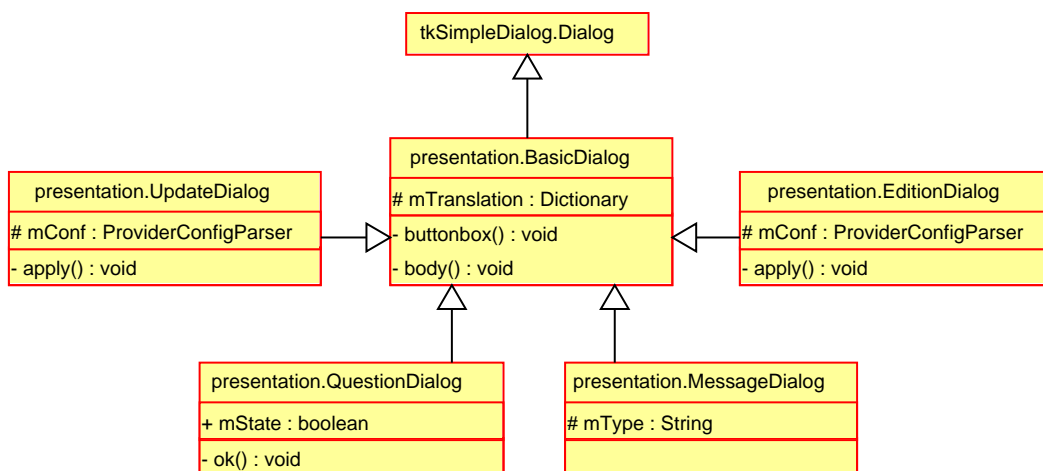 tkSimpleDialog.Dialog
presentation.BasicDialog
# mTranslation : Dictionary
- buttonbox() : void
- body() : void
presentation.UpdateDialog
# mConf : ProviderConfigParser
- apply() : void
presentation.EditionDialog
# mConf : ProviderConfigParser
- apply() : void
presentation.QuestionDialog
+ mState : boolean
- ok() : void
presentation.MessageDialog
# mType : String